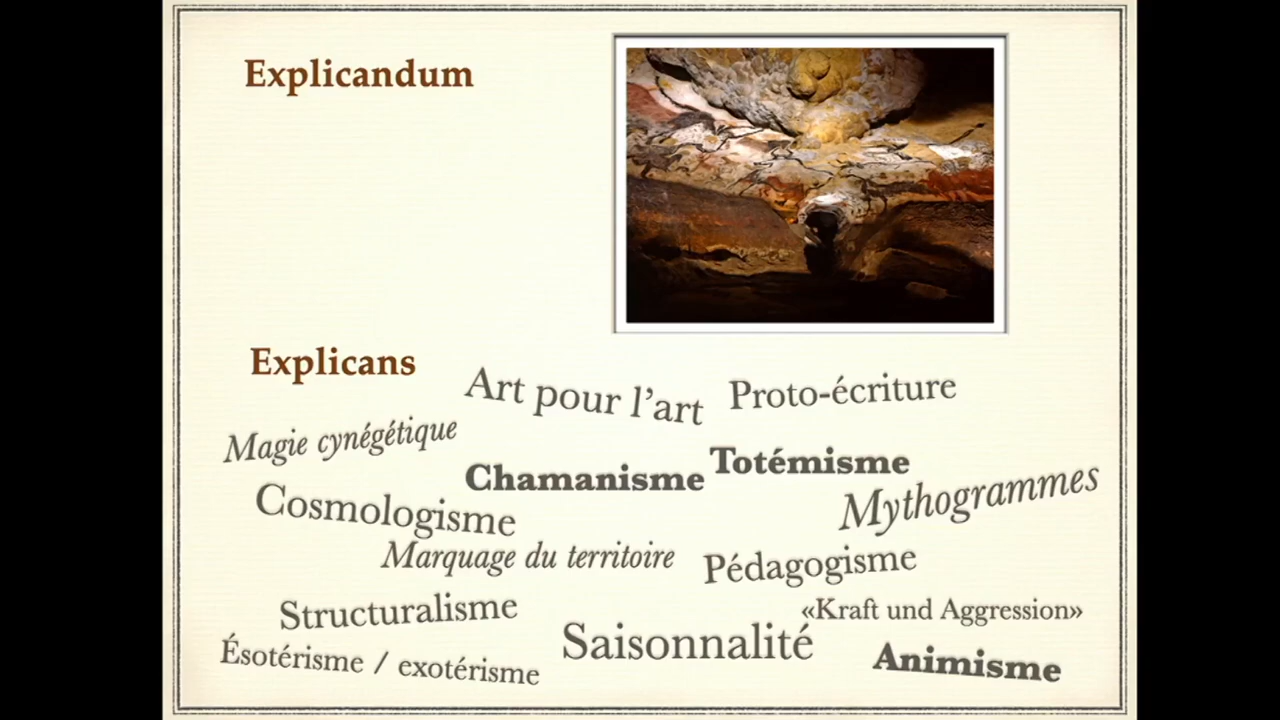 Explicandum
Explicans
Art pour l'art
Proto-écriture
Magie cynégétique
Chamanisme
Totémisme
Cosmologisme
Mythogrammes
Marquage du territoire
Pédagogisme
Structuralisme
«Kraft und Aggression»
Saisonnalité
Ésotérisme / exotérisme
Animisme